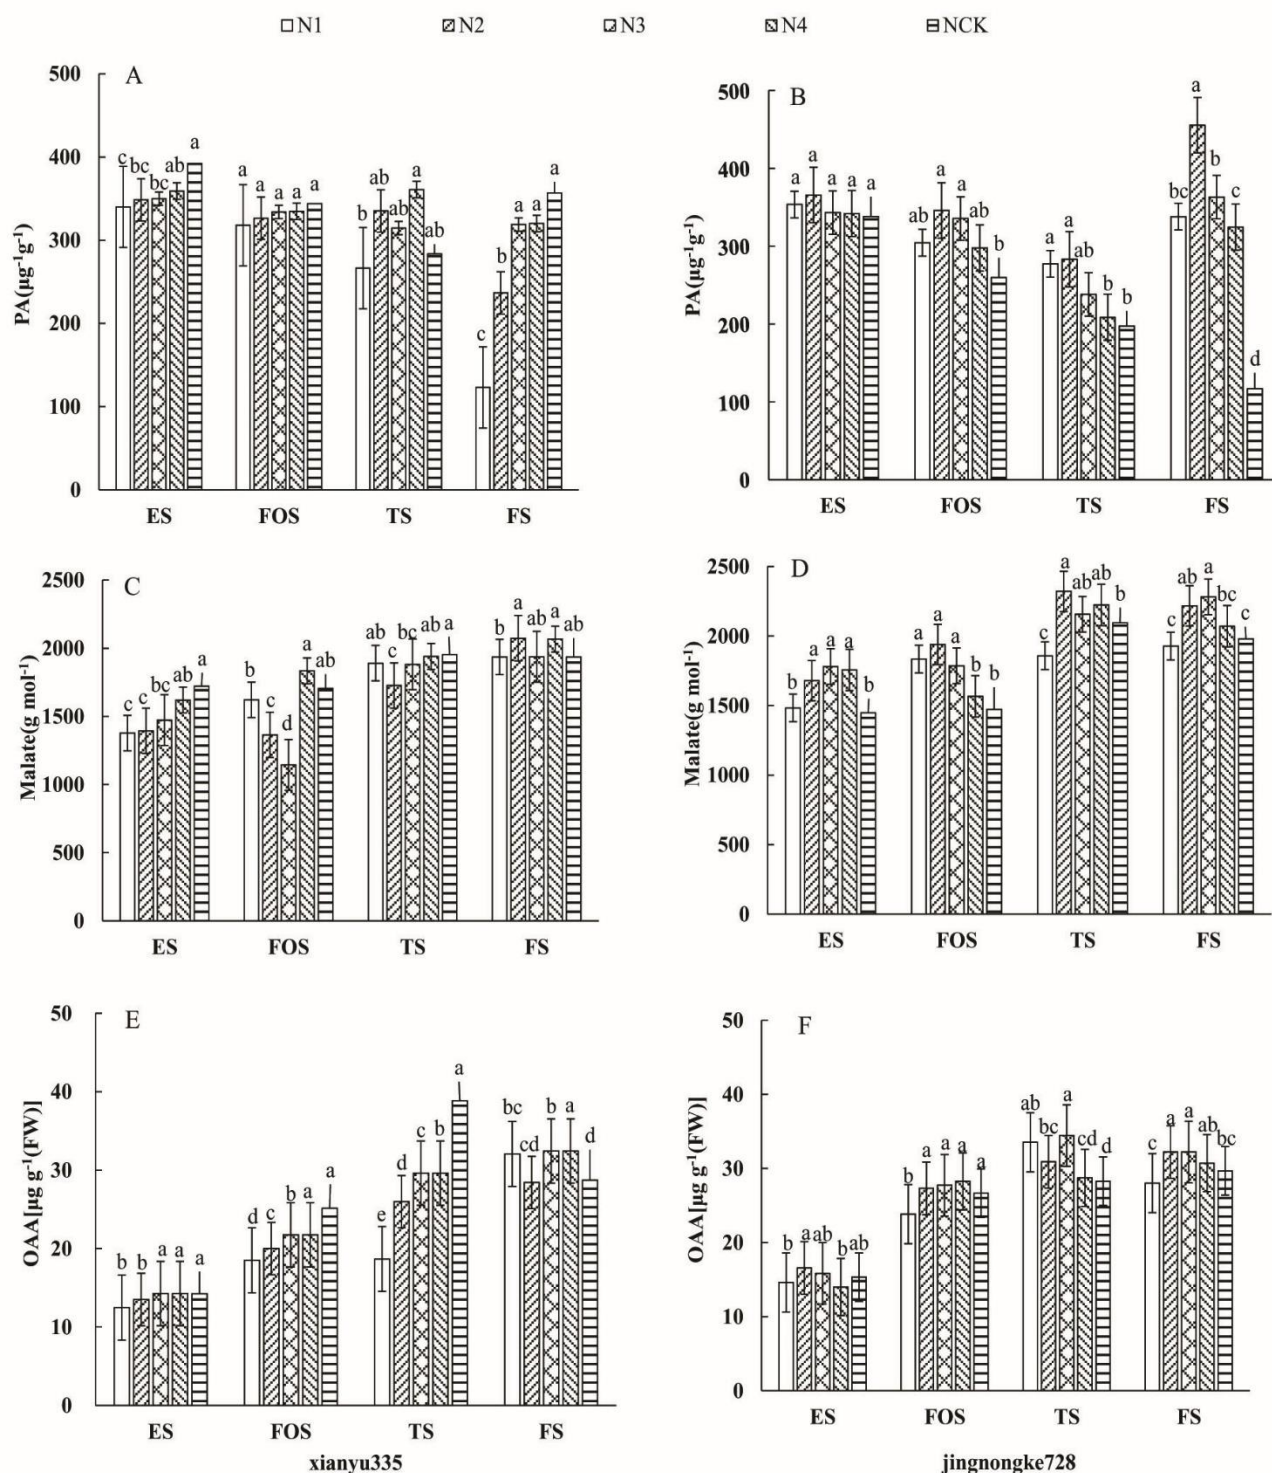 N1 N2 N3 N4 NCK
A
500
400
300
200
100
0
PA(μg⁻¹g⁻¹)
c bc bc ab a
a a a a a
b ab ab a ab
c b a a a
ES FOS TS FS
B
500
400
300
200
100
0
PA(μg⁻¹g⁻¹)
a a a a a
ab a a ab b
a a ab b b
bc a b c d
ES FOS TS FS
C
2500
2000
1500
1000
500
0
Malate(g mol⁻¹)
c c bc ab a
b c d a ab
ab c bc ab a
b a ab a ab
ES FOS TS FS
D
2500
2000
1500
1000
500
0
Malate(g mol⁻¹)
b a a a b
a a a b b
c a ab ab b
c ab a bc c
ES FOS TS FS
E
50
40
30
20
10
0
OAA[μg g⁻¹(FW)]
b b a a a
d c b a a
e d c b a
bc cd b a d
ES FOS TS FS
xianyu335
F
50
40
30
20
10
0
OAA[μg g⁻¹(FW)]
b a ab b ab
b a a a a
ab bc a cd d
c a a ab bc
ES FOS TS FS
jingnongke728